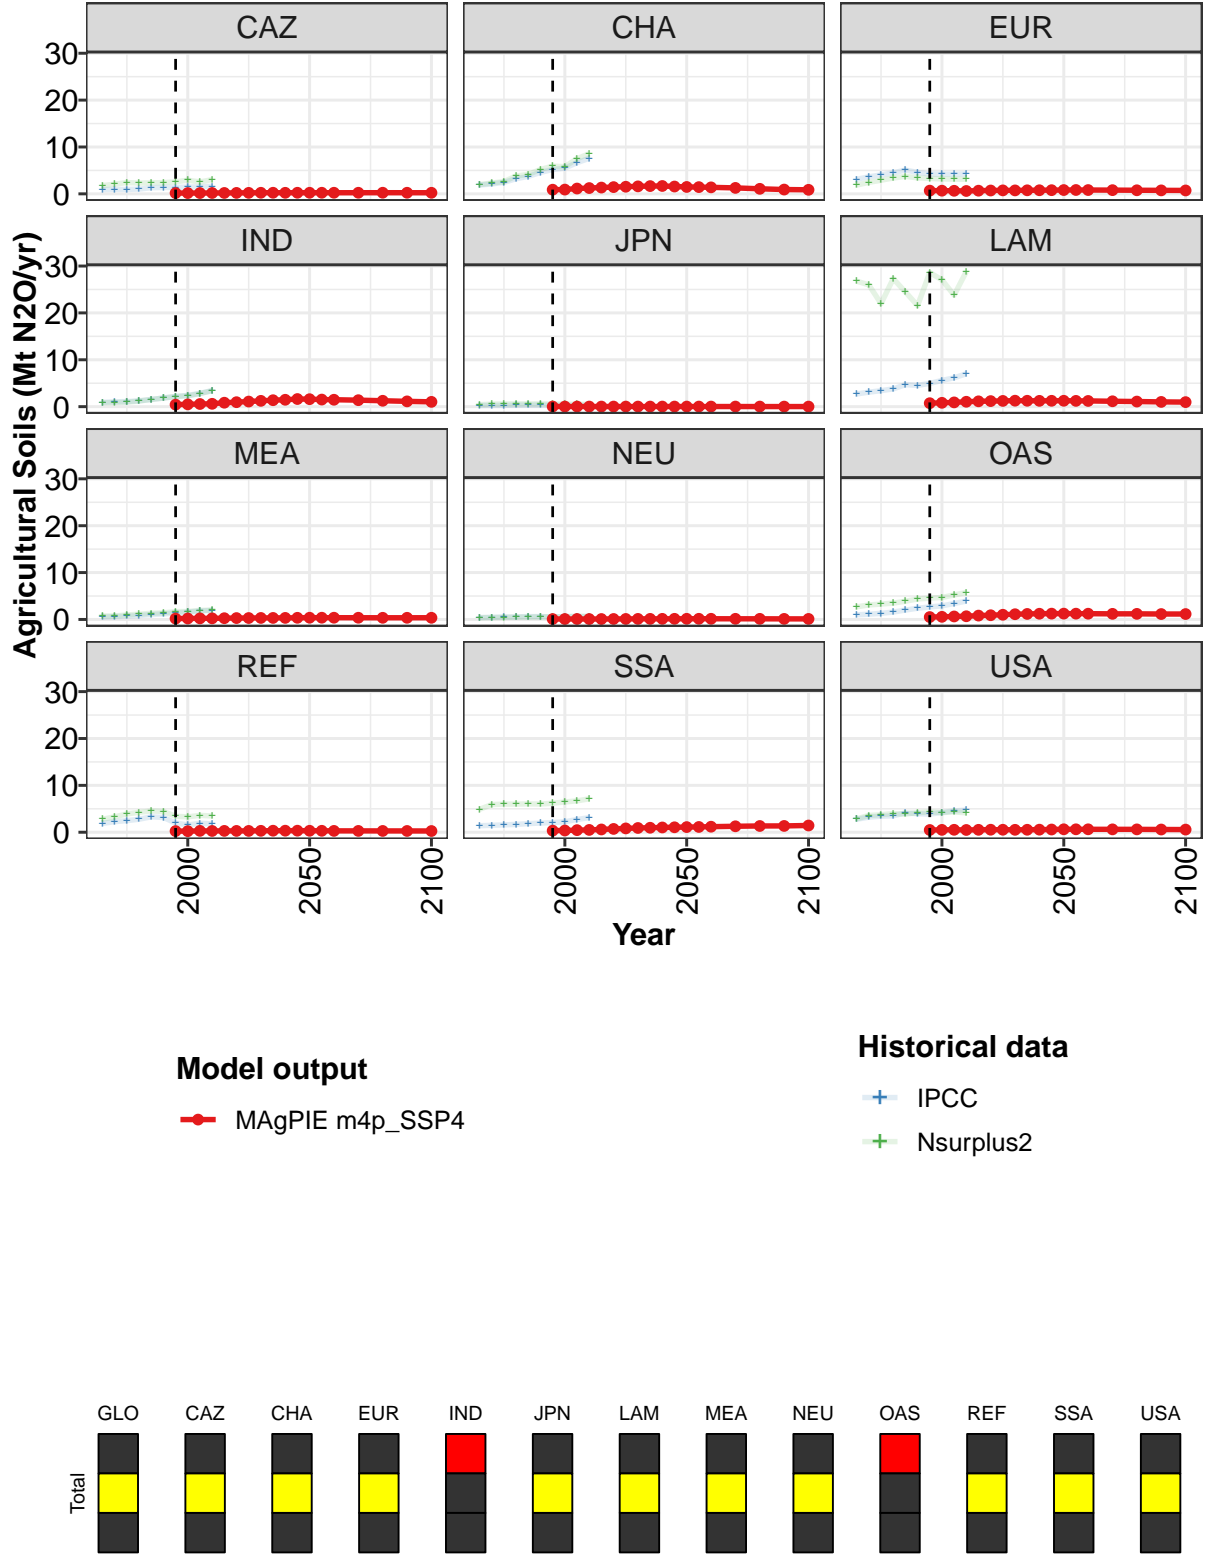 CAZ CHA EUR
30
20
10
0
IND JPN LAM
30
20
10
0
MEA NEU OAS
30
20
10
0
REF SSA USA
30
20
10
0
Agricultural Soils (Mt N2O/yr)
2000 2050 2100 2000 2050 2100 2000 2050 2100
Year
Model output
MAgPIE m4p_SSP4
Historical data
IPCC
Nsurplus2
GLO CAZ CHA EUR IND JPN LAM MEA NEU OAS REF SSA USA
Total